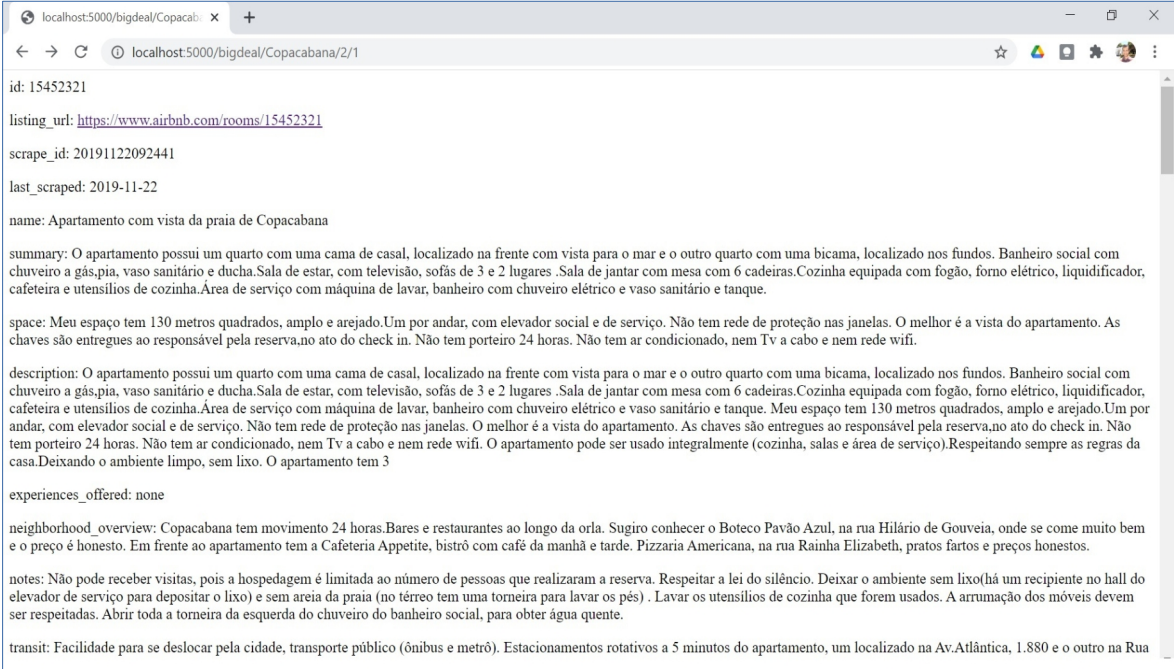 localhost:5000/bigdeal/Copacab
localhost:5000/bigdeal/Copacabana/2/1
id: 15452321
listing_url: https://www.airbnb.com/rooms/15452321
scrape_id: 20191122092441
last_scraped: 2019-11-22
name: Apartamento com vista da praia de Copacabana
summary: O apartamento possui um quarto com uma cama de casal, localizado na frente com vista para o mar e o outro quarto com uma bicama, localizado nos fundos. Banheiro social com
chuveiro a gás,pia, vaso sanitário e ducha.Sala de estar, com televisão, sofás de 3 e 2 lugares .Sala de jantar com mesa com 6 cadeiras.Cozinha equipada com fogão, forno elétrico, liquidificador,
cafeteira e utensílios de cozinha.Área de serviço com máquina de lavar, banheiro com chuveiro elétrico e vaso sanitário e tanque.
space: Meu espaço tem 130 metros quadrados, amplo e arejado.Um por andar, com elevador social e de serviço. Não tem rede de proteção nas janelas. O melhor é a vista do apartamento. As
chaves são entregues ao responsável pela reserva,no ato do check in. Não tem porteiro 24 horas. Não tem ar condicionado, nem Tv a cabo e nem rede wifi.
description: O apartamento possui um quarto com uma cama de casal, localizado na frente com vista para o mar e o outro quarto com uma bicama, localizado nos fundos. Banheiro social com
chuveiro a gás,pia, vaso sanitário e ducha.Sala de estar, com televisão, sofás de 3 e 2 lugares .Sala de jantar com mesa com 6 cadeiras.Cozinha equipada com fogão, forno elétrico, liquidificador,
cafeteira e utensílios de cozinha.Área de serviço com máquina de lavar, banheiro com chuveiro elétrico e vaso sanitário e tanque. Meu espaço tem 130 metros quadrados, amplo e arejado.Um por
andar, com elevador social e de serviço. Não tem rede de proteção nas janelas. O melhor é a vista do apartamento. As chaves são entregues ao responsável pela reserva,no ato do check in. Não
tem porteiro 24 horas. Não tem ar condicionado, nem Tv a cabo e nem rede wifi. O apartamento pode ser usado integralmente (cozinha, salas e área de serviço).Respeitando sempre as regras da
casa.Deixando o ambiente limpo, sem lixo. O apartamento tem 3
experiences_offered: none
neighborhood_overview: Copacabana tem movimento 24 horas.Bares e restaurantes ao longo da orla. Sugiro conhecer o Boteco Pavão Azul, na rua Hilário de Gouveia, onde se come muito bem
e o preço é honesto. Em frente ao apartamento tem a Cafeteria Appetite, bistrô com café da manhã e tarde. Pizzaria Americana, na rua Rainha Elizabeth, pratos fartos e preços honestos.
notes: Não pode receber visitas, pois a hospedagem é limitada ao número de pessoas que realizaram a reserva. Respeitar a lei do silêncio. Deixar o ambiente sem lixo(há um recipiente no hall do
elevador de serviço para depositar o lixo) e sem areia da praia (no térreo tem uma torneira para lavar os pés) . Lavar os utensílios de cozinha que forem usados. A arrumação dos móveis devem
ser respeitadas. Abrir toda a torneira da esquerda do chuveiro do banheiro social, para obter água quente.
transit: Facilidade para se deslocar pela cidade, transporte público (ônibus e metrô). Estacionamentos rotativos a 5 minutos do apartamento, um localizado na Av.Atlântica, 1.880 e o outro na Rua